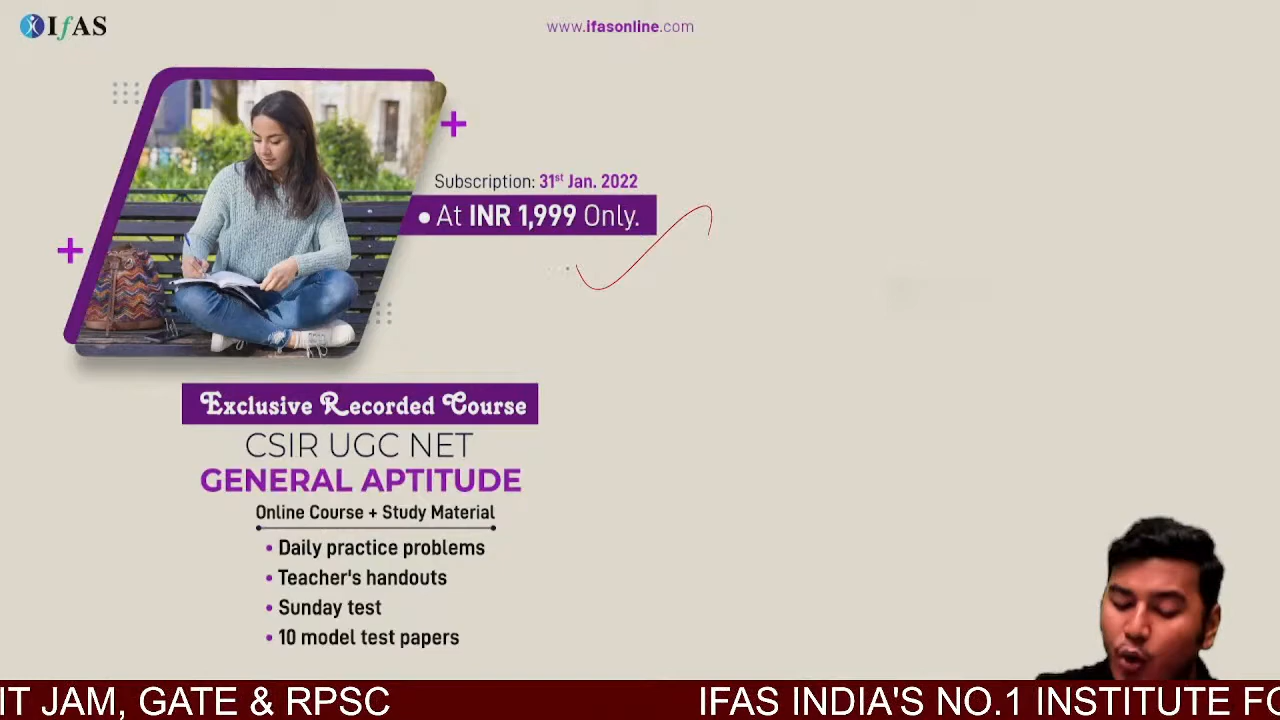 IfAS
www.ifasonline.com
Subscription: 31st Jan. 2022
• At INR 1,999 Only.
Exclusive Recorded Course
CSIR UGC NET
GENERAL APTITUDE
Online Course + Study Material
• Daily practice problems
• Teacher's handouts
• Sunday test
• 10 model test papers
IT JAM, GATE & RPSC
IFAS INDIA'S NO.1 INSTITUTE